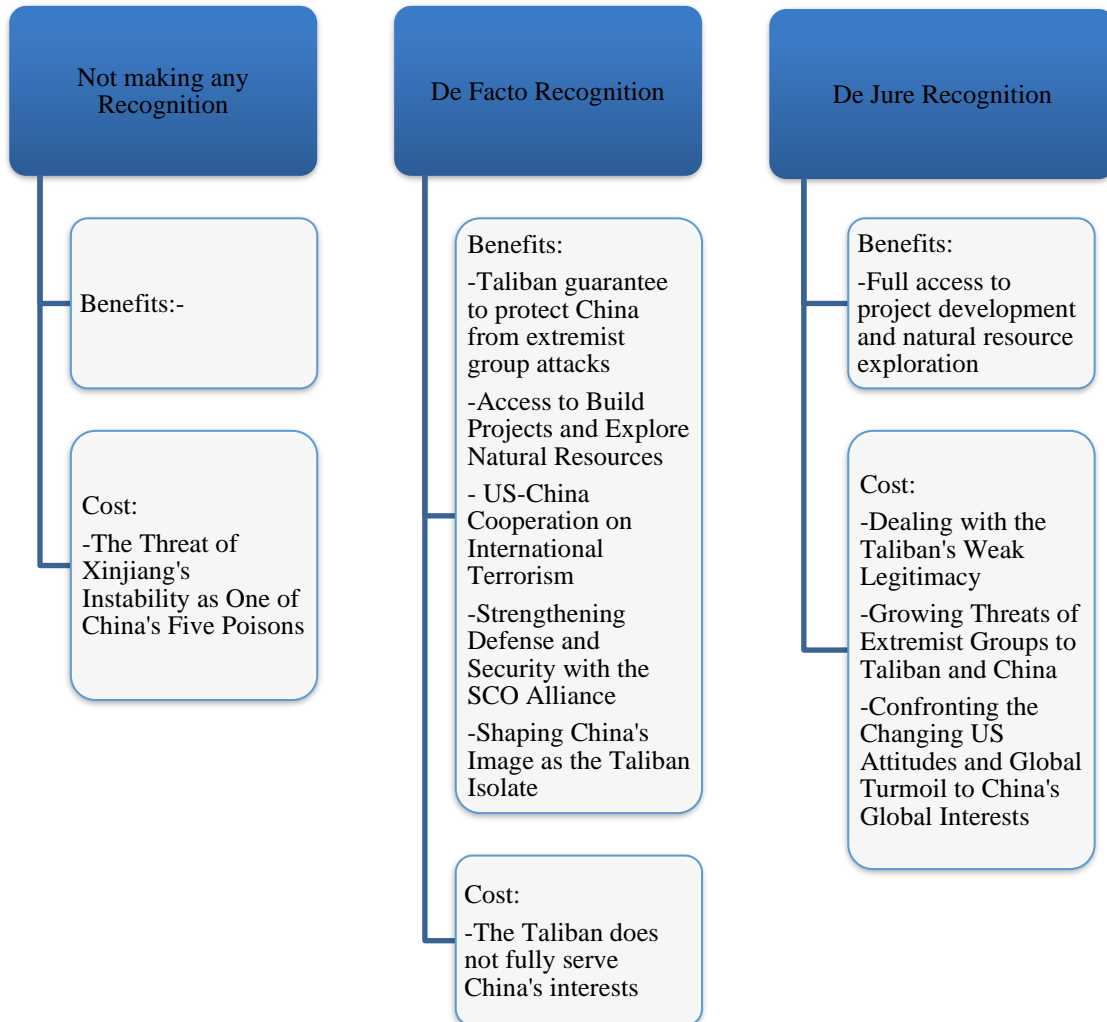 Not making any
Recognition
Benefits:-
Cost:
-The Threat of
Xinjiang's
Instability as One of
China's Five Poisons
De Facto Recognition
Benefits:
-Taliban guarantee
to protect China
from extremist
group attacks
-Access to Build
Projects and Explore
Natural Resources
- US-China
Cooperation on
International
Terrorism
-Strengthening
Defense and
Security with the
SCO Alliance
-Shaping China's
Image as the Taliban
Isolate
Cost:
-The Taliban does
not fully serve
China's interests
De Jure Recognition
Benefits:
-Full access to
project development
and natural resource
exploration
Cost:
-Dealing with the
Taliban's Weak
Legitimacy
-Growing Threats of
Extremist Groups to
Taliban and China
-Confronting the
Changing US
Attitudes and Global
Turmoil to China's
Global Interests